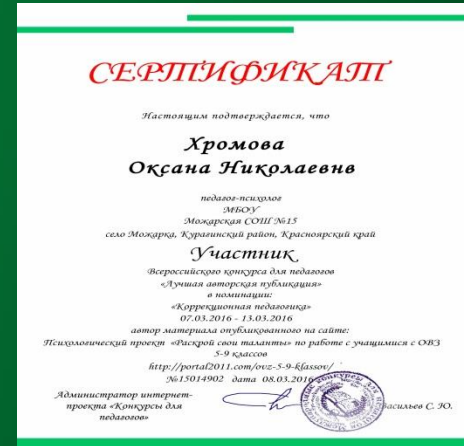 СЕРТИФИКАТ
Настоящим подтверждается, что
Хромова
Оксана Николаевнв
педагог-психолог
МБОУ
Можарская СОШ №15
село Можарка, Курагинский район, Красноярский край
Участник
Всероссийского конкурса для педагогов
«Лучшая авторская публикация»
в номинации:
«Коррекционная педагогика»
07.03.2016 - 13.03.2016
автор материала опубликованного на сайте:
Психологический проект «Раскрой свои таланты» по работе с учащимися с ОВЗ
5-9 классов
http://portal2011.com/ovz-5-9-klassov/
№15014902 дата 08.03.2016
Администратор интернет-
проекта «Конкурсы для
педагогов»
Васильев С. Ю.